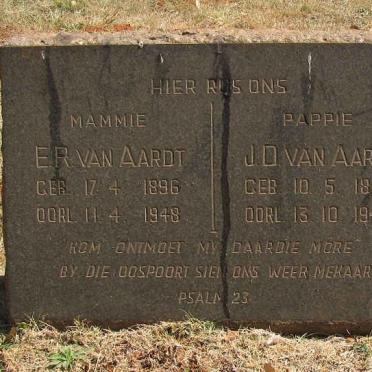 HIER RUS ONS
MAMMIE
E.R. VAN AARDT
GEB. 17.4. 1896
OORL. 11.4. 1948
PAPPIE
J.D. VAN AAR
GEB. 10. 5. 18
OORL. 13. 10. 19
KOM ONTMOET MY DAARDIE MÔRE
BY DIE OOSPOORT SIEN ONS WEER MEKAAR
PSALM 23